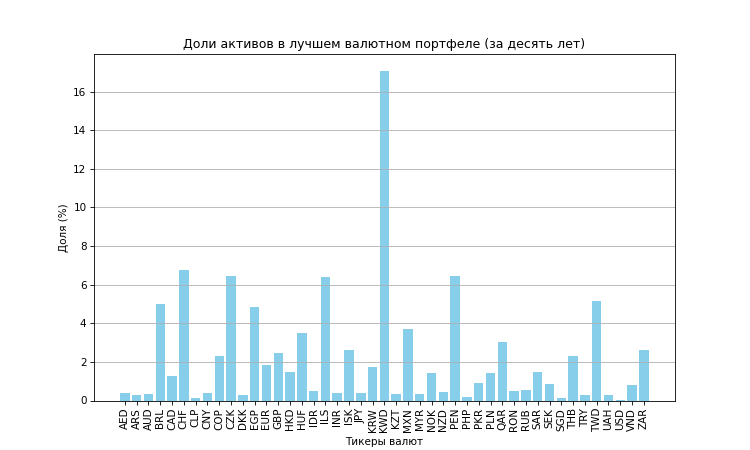 Доли активов в лучшем валютном портфеле (за десять лет)
Доля (%)
16
14
12
10
8
6
4
2
0
AED ARS AUD BRL CAD CHF CLP CNY COP CZK DKK EGP EUR GBP HKD HUF IDR ILS INR ISK JPY KRW KWD KZT MXN MYR NOK NZD PEN PHP PKR PLN QAR RON RUB SAR SEK SGD THB TRY TWD UAH USD VND ZAR
Тикеры валют